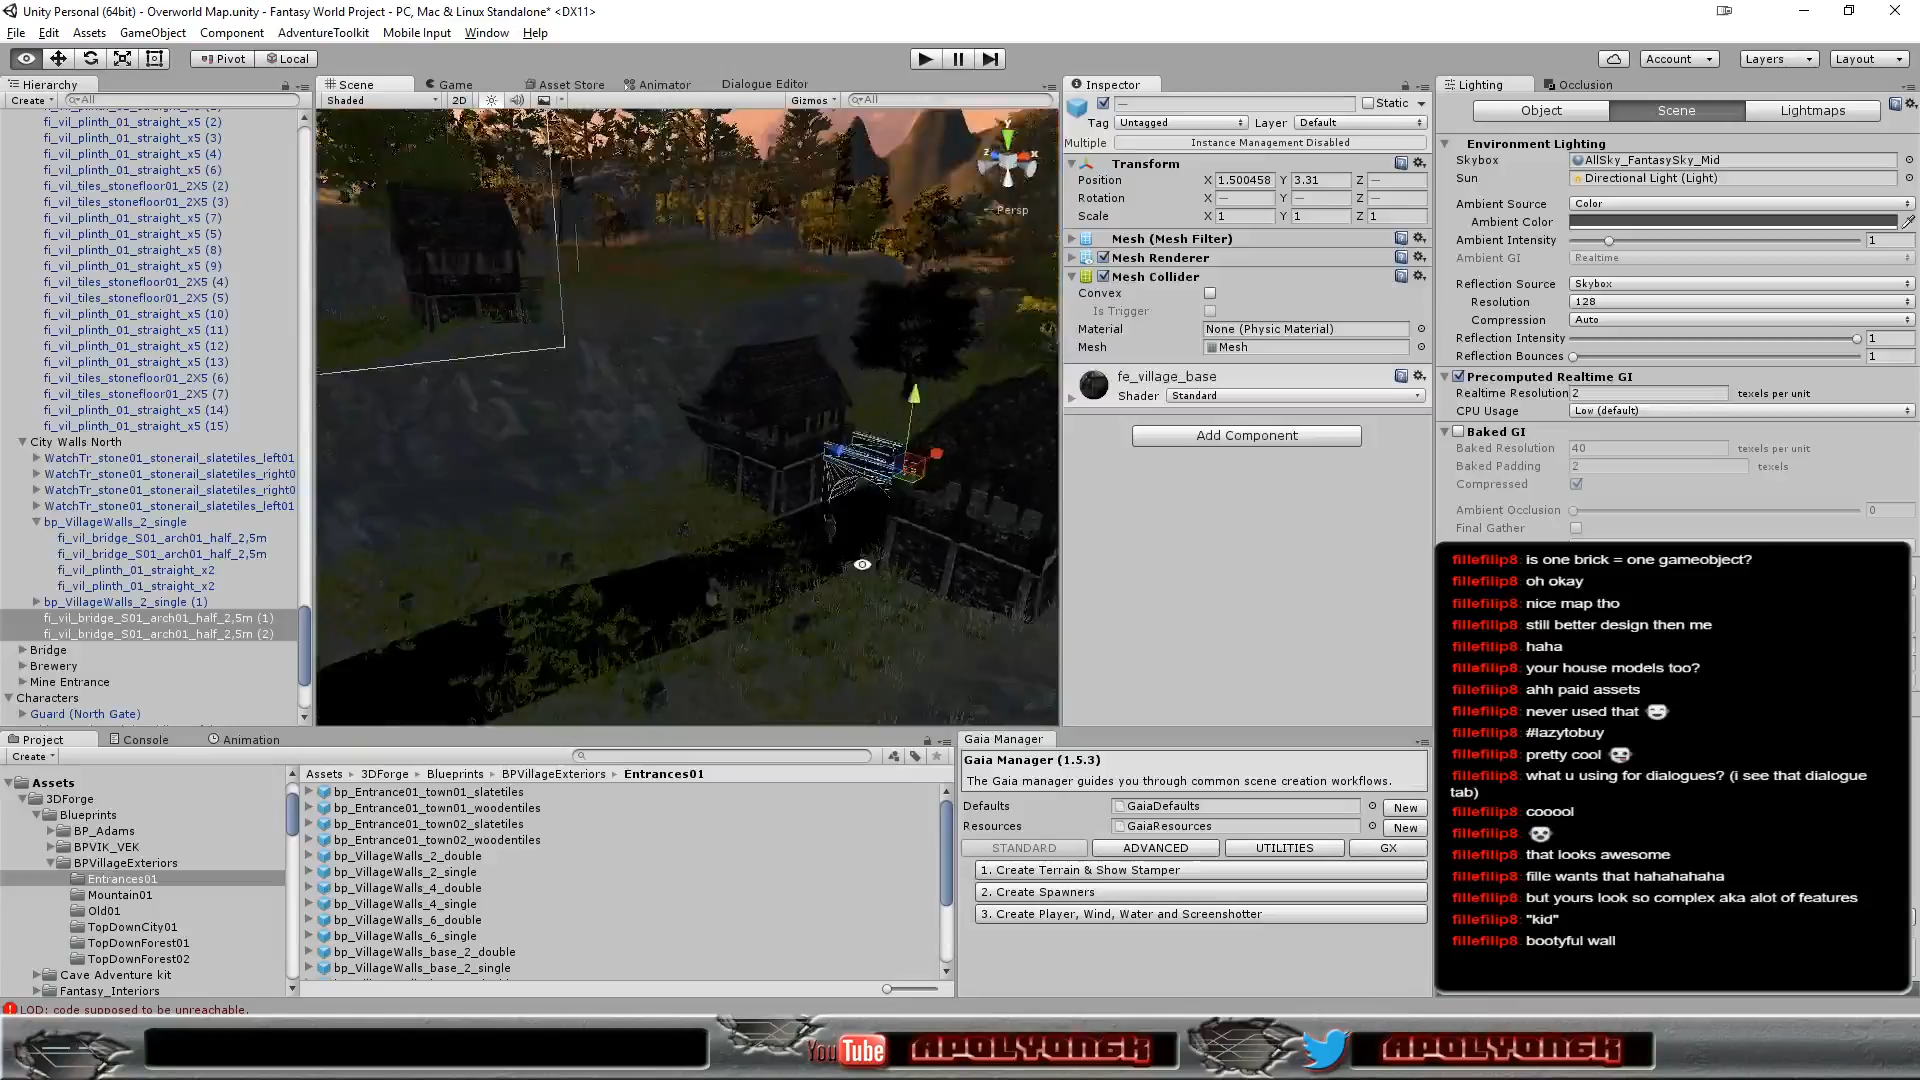 Unity Personal (64bit) - Overworld Map.unity - Fantasy World Project - PC, Mac & Linux Standalone* <DX11>
File Edit Assets GameObject Component AdventureToolkit Mobile Input Window Help
Pivot Local Account Layers Layout
Hierarchy
Create All
fi_vil_plinth_01_straight_x5 (2)
fi_vil_plinth_01_straight_x5 (3)
fi_vil_plinth_01_straight_x5 (4)
fi_vil_plinth_01_straight_x5 (6)
fi_vil_tiles_stonefloor01_2X5 (2)
fi_vil_tiles_stonefloor01_2X5 (3)
fi_vil_plinth_01_straight_x5 (7)
fi_vil_plinth_01_straight_x5 (5)
fi_vil_plinth_01_straight_x5 (8)
fi_vil_plinth_01_straight_x5 (9)
fi_vil_tiles_stonefloor01_2X5 (4)
fi_vil_tiles_stonefloor01_2X5 (5)
fi_vil_plinth_01_straight_x5 (10)
fi_vil_plinth_01_straight_x5 (11)
fi_vil_plinth_01_straight_x5 (12)
fi_vil_plinth_01_straight_x5 (13)
fi_vil_tiles_stonefloor01_2X5 (6)
fi_vil_tiles_stonefloor01_2X5 (7)
fi_vil_plinth_01_straight_x5 (14)
fi_vil_plinth_01_straight_x5 (15)
City Walls North
WatchTr_stone01_stonerail_slatetiles_left01
WatchTr_stone01_stonerail_slatetiles_right0
WatchTr_stone01_stonerail_slatetiles_right0
WatchTr_stone01_stonerail_slatetiles_left01
bp_VillageWalls_2_single
fi_vil_bridge_S01_arch01_half_2,5m
fi_vil_bridge_S01_arch01_half_2,5m
fi_vil_plinth_01_straight_x2
fi_vil_plinth_01_straight_x2
bp_VillageWalls_2_single (1)
fi_vil_bridge_S01_arch01_half_2,5m (1)
fi_vil_bridge_S01_arch01_half_2,5m (2)
Bridge
Brewery
Mine Entrance
Characters
Guard (North Gate)
Scene Game Asset Store Animator Dialogue Editor
Shaded 2D Gizmos All
y
z x
Persp
Inspector
Static
Tag Untagged Layer Default
Multiple Instance Management Disabled
Transform
Position X 1.500458 Y 3.31 Z —
Rotation X — Y — Z —
Scale X 1 Y 1 Z 1
Mesh (Mesh Filter)
Mesh Renderer
Mesh Collider
Convex
Is Trigger
Material None (Physic Material)
Mesh Mesh
fe_village_base
Shader Standard
Add Component
Lighting Occlusion
Object Scene Lightmaps
Environment Lighting
Skybox AllSky_FantasySky_Mid
Sun Directional Light (Light)
Ambient Source Color
Ambient Color
Ambient Intensity 1
Ambient GI Realtime
Reflection Source Skybox
Resolution 128
Compression Auto
Reflection Intensity 1
Reflection Bounces 1
Precomputed Realtime GI
Realtime Resolution 2 texels per unit
CPU Usage Low (default)
Baked GI
Baked Resolution 40 texels per unit
Baked Padding 2 texels
Compressed
Ambient Occlusion 0
Final Gather
fillefilip8: is one brick = one gameobject?
fillefilip8: oh okay
fillefilip8: nice map tho
fillefilip8: still better design then me
fillefilip8: haha
fillefilip8: your house models too?
fillefilip8: ahh paid assets
fillefilip8: never used that
fillefilip8: #lazytobuy
fillefilip8: pretty cool
fillefilip8: what u using for dialogues? (i see that dialogue
tab)
fillefilip8: cooool
fillefilip8:
fillefilip8: that looks awesome
fillefilip8: fille wants that hahahahaha
fillefilip8: but yours look so complex aka alot of features
fillefilip8: "kid"
fillefilip8: bootyful wall
Project Console Animation
Create
Assets
3DForge
Blueprints
BP_Adams
BPVIK_VEK
BPVillageExteriors
Entrances01
Mountain01
Old01
TopDownCity01
TopDownForest01
TopDownForest02
Cave Adventure kit
Fantasy_Interiors
Assets 3DForge Blueprints BPVillageExteriors Entrances01
bp_Entrance01_town01_slatetiles
bp_Entrance01_town01_woodentiles
bp_Entrance01_town02_slatetiles
bp_Entrance01_town02_woodentiles
bp_VillageWalls_2_double
bp_VillageWalls_2_single
bp_VillageWalls_4_double
bp_VillageWalls_4_single
bp_VillageWalls_6_double
bp_VillageWalls_6_single
bp_VillageWalls_base_2_double
bp_VillageWalls_base_2_single
Gaia Manager
Gaia Manager (1.5.3)
The Gaia manager guides you through common scene creation workflows.
Defaults GaiaDefaults New
Resources GaiaResources New
STANDARD ADVANCED UTILITIES GX
1. Create Terrain & Show Stamper
2. Create Spawners
3. Create Player, Wind, Water and Screenshotter
LOD: code supposed to be unreachable.
YouTube APOLYON6K APOLYON6K